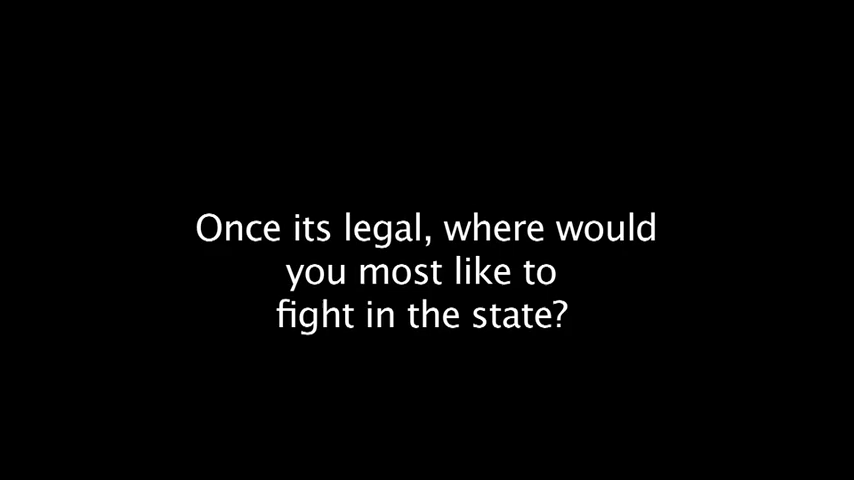 Once its legal, where would
you most like to
fight in the state?